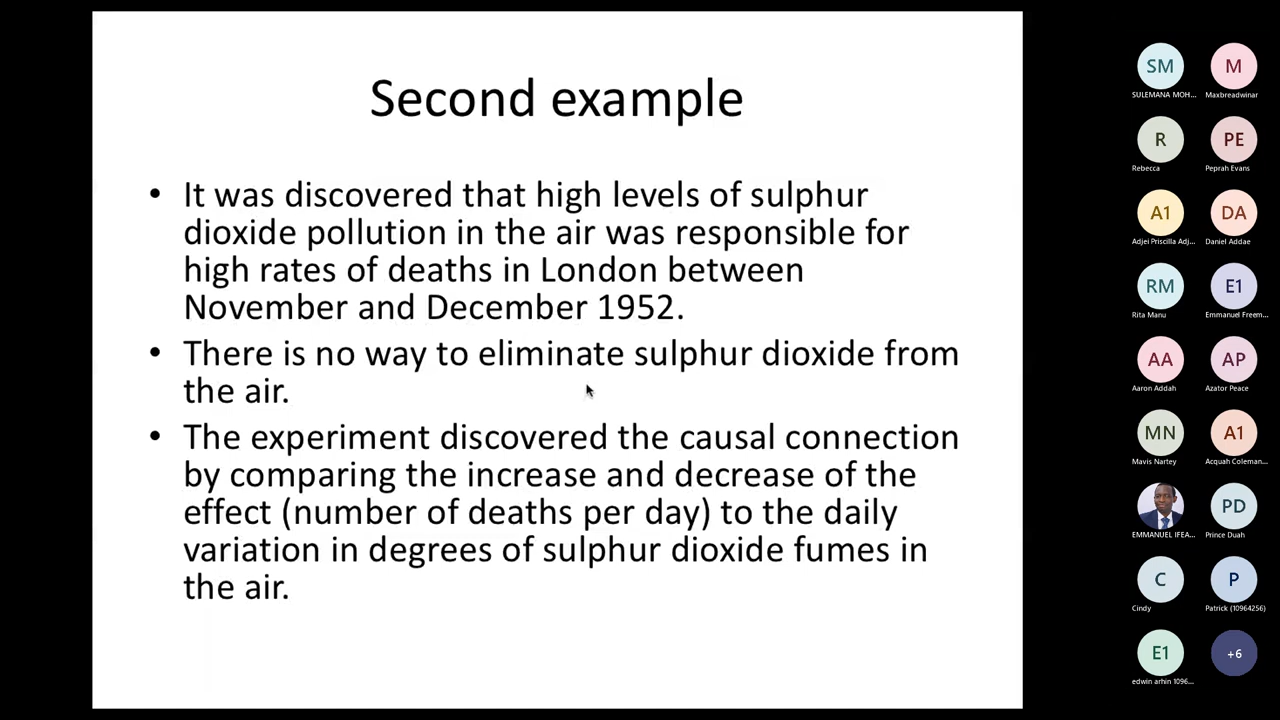 Second example
• It was discovered that high levels of sulphur
dioxide pollution in the air was responsible for
high rates of deaths in London between
November and December 1952.
• There is no way to eliminate sulphur dioxide from
the air.
• The experiment discovered the causal connection
by comparing the increase and decrease of the
effect (number of deaths per day) to the daily
variation in degrees of sulphur dioxide fumes in
the air.
SM
SULEMANA MOH...
M
Maxbreadwinar
R
Rebecca
PE
Peprah Evans
A1
Adjei Priscilla Adj...
DA
Daniel Addae
RM
Rita Manu
E1
Emmanuel Freem...
AA
Aaron Addah
AP
Azator Peace
MN
Mavis Nartey
A1
Acquah Coleman...
EMMANUEL IFEA...
PD
Prince Duah
C
Cindy
P
Patrick (10964256)
E1
edwin arhin 1096...
+6